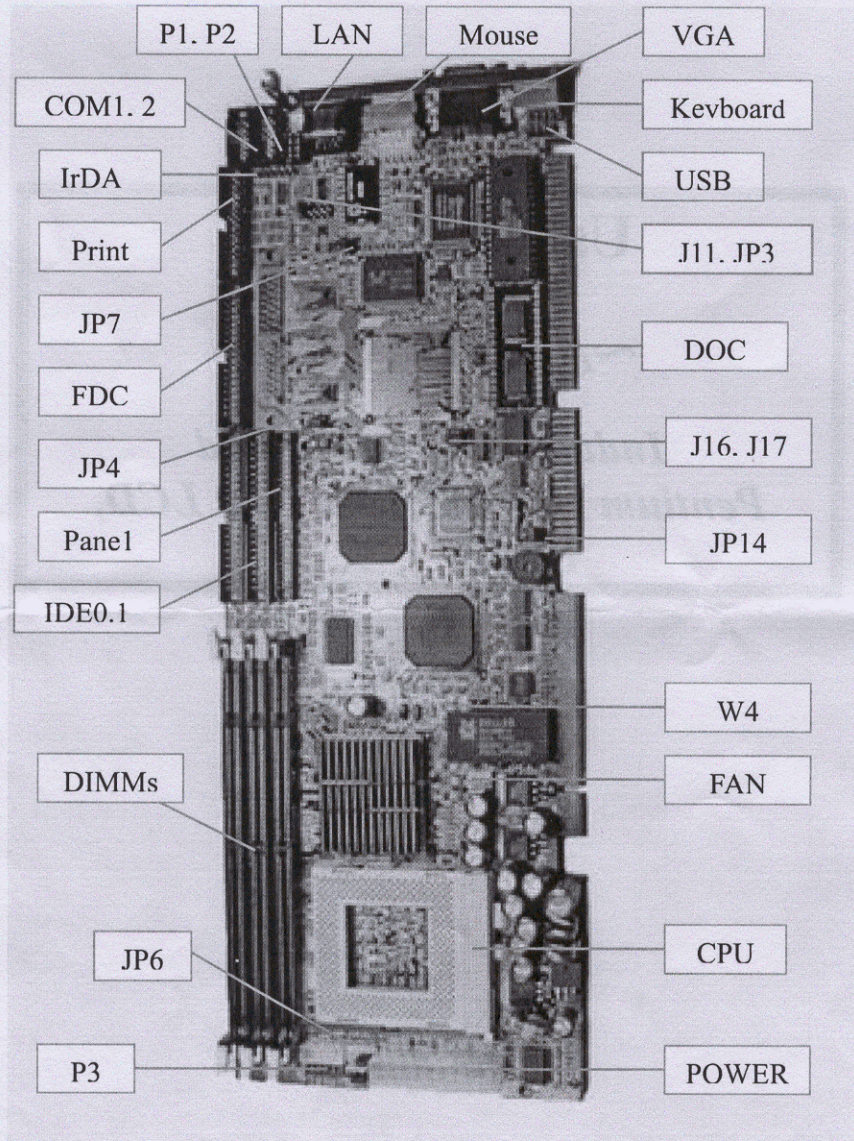 P1. P2
LAN
Mouse
VGA
COM1. 2
Kevboard
IrDA
USB
Print
J11. JP3
JP7
DOC
FDC
JP4
J16. J17
Pane1
JP14
IDE0.1
W4
DIMMs
FAN
JP6
CPU
P3
POWER